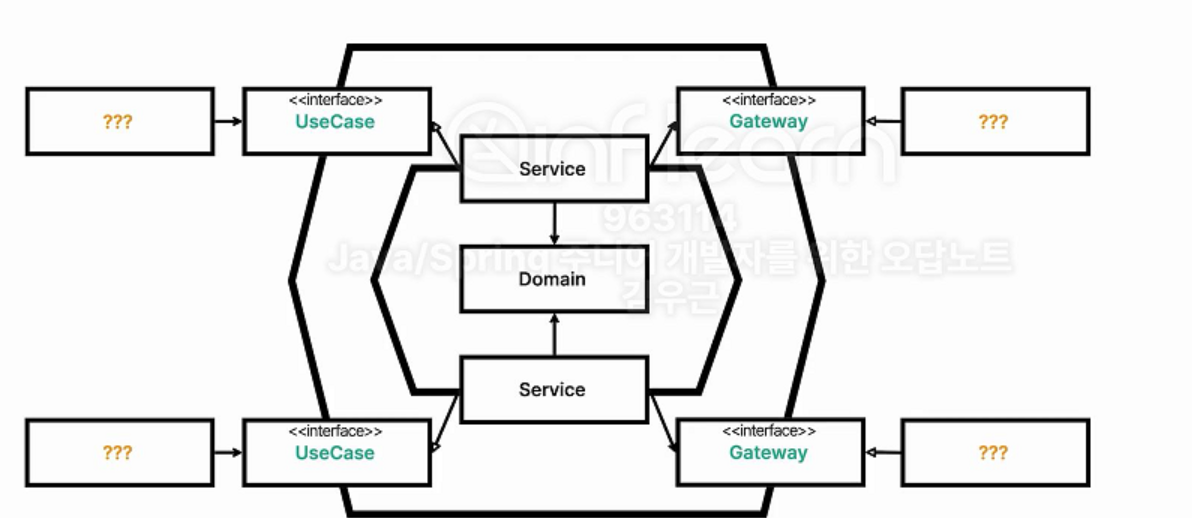 <<interface>>
<<interface>>
???
UseCase
Gateway
???
Service
inflearn
963114
Java/Spring 주니어 개발자를 위한 오답노트
김우근
Domain
Service
<<interface>>
<<interface>>
???
UseCase
Gateway
???